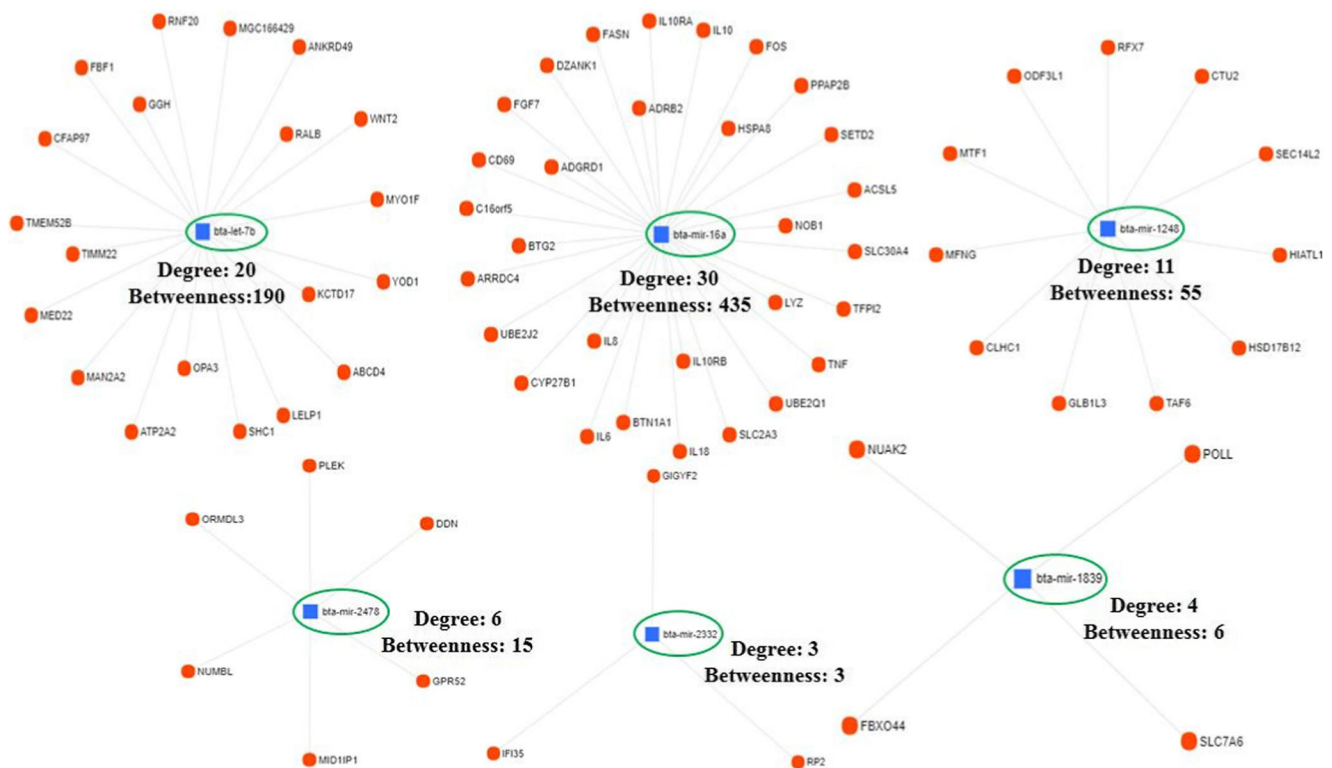 RNF20
MGC166429
ANKRD49
FBF1
GGH
WNT2
RALB
CFAP97
MYO1F
TMEM52B
bta-let-7b
TIMM22
Degree: 20
Betweenness:190
YOD1
KCTD17
MED22
OPA3
ABCD4
MAN2A2
LELP1
ATP2A2
SHC1
IL10RA
IL10
FASN
FOS
DZANK1
PPAP2B
FGF7
ADRB2
HSPA8
SETD2
CD69
ADGRD1
ACSL5
C16orf5
NOB1
bta-mir-16a
BTG2
SLC30A4
ARRDC4
Degree: 30
Betweenness: 435
LYZ
TFPI2
UBE2J2
IL8
IL10RB
TNF
CYP27B1
UBE2Q1
BTN1A1
IL6
SLC2A3
IL18
RFX7
ODF3L1
CTU2
MTF1
SEC14L2
bta-mir-1248
MFNG
HIATL1
Degree: 11
Betweenness: 55
CLHC1
HSD17B12
GLB1L3
TAF6
PLEK
ORMDL3
DDN
bta-mir-2478
Degree: 6
Betweenness: 15
NUMBL
GPR52
MID1IP1
GIGYF2
bta-mir-2332
Degree: 3
Betweenness: 3
IFI35
RP2
NUAK2
POLL
bta-mir-1839
Degree: 4
Betweenness: 6
FBXO44
SLC7A6